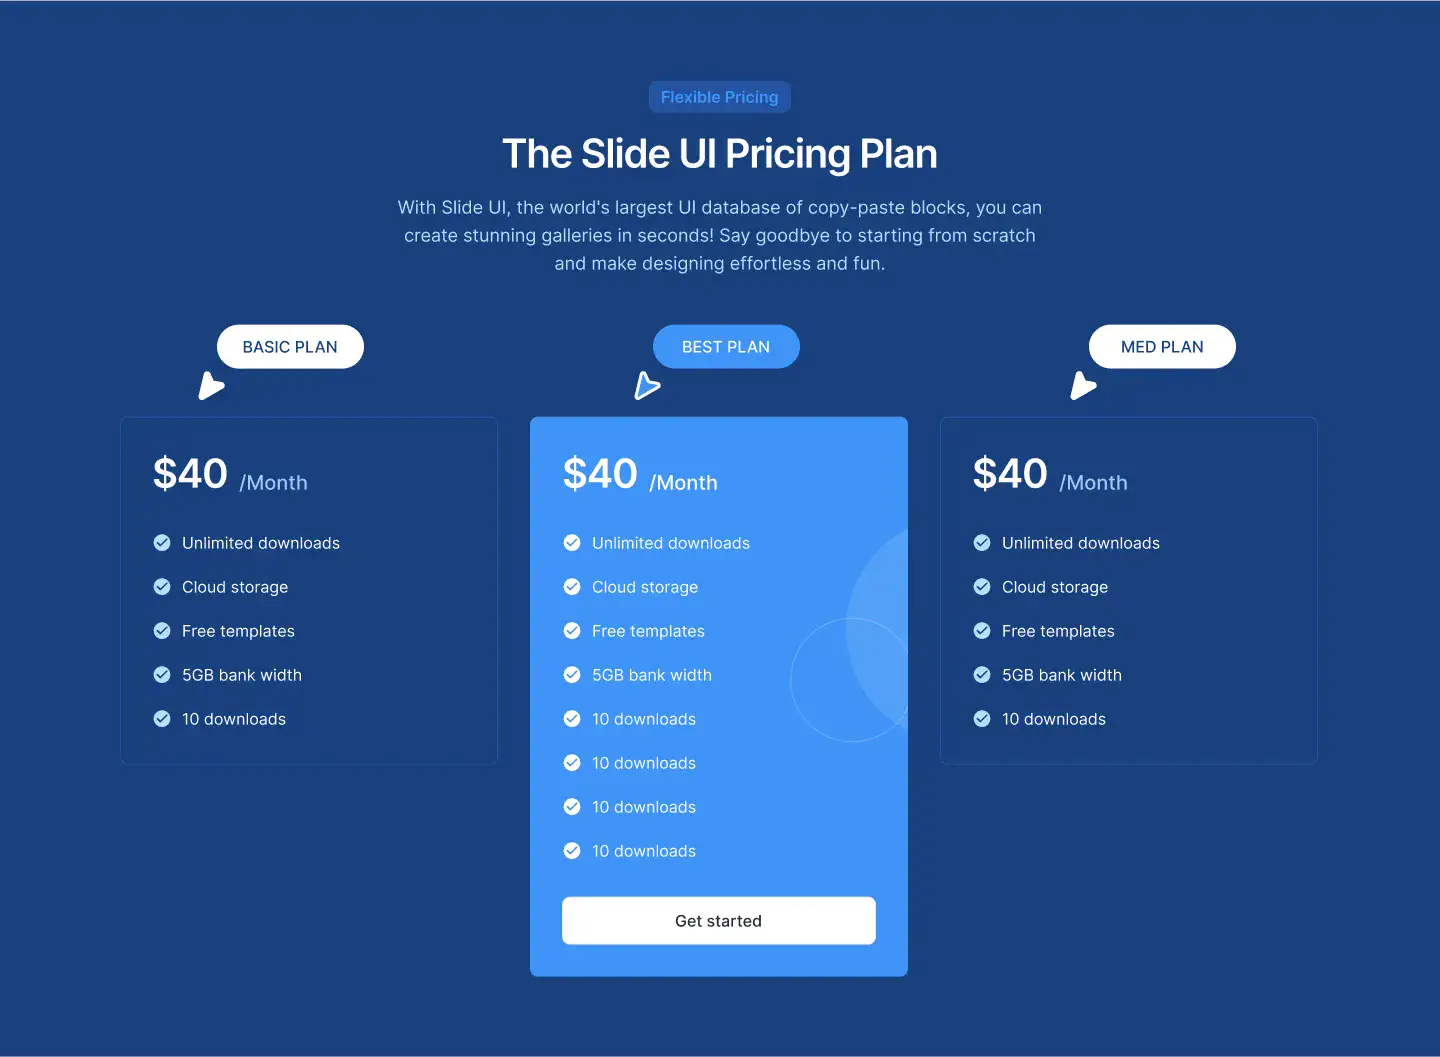 Flexible Pricing
The Slide UI Pricing Plan
With Slide UI, the world's largest UI database of copy-paste blocks, you can
create stunning galleries in seconds! Say goodbye to starting from scratch
and make designing effortless and fun.
BASIC PLAN
$40 /Month
Unlimited downloads
Cloud storage
Free templates
5GB bank width
10 downloads
BEST PLAN
$40 /Month
Unlimited downloads
Cloud storage
Free templates
5GB bank width
10 downloads
10 downloads
10 downloads
10 downloads
Get started
MED PLAN
$40 /Month
Unlimited downloads
Cloud storage
Free templates
5GB bank width
10 downloads